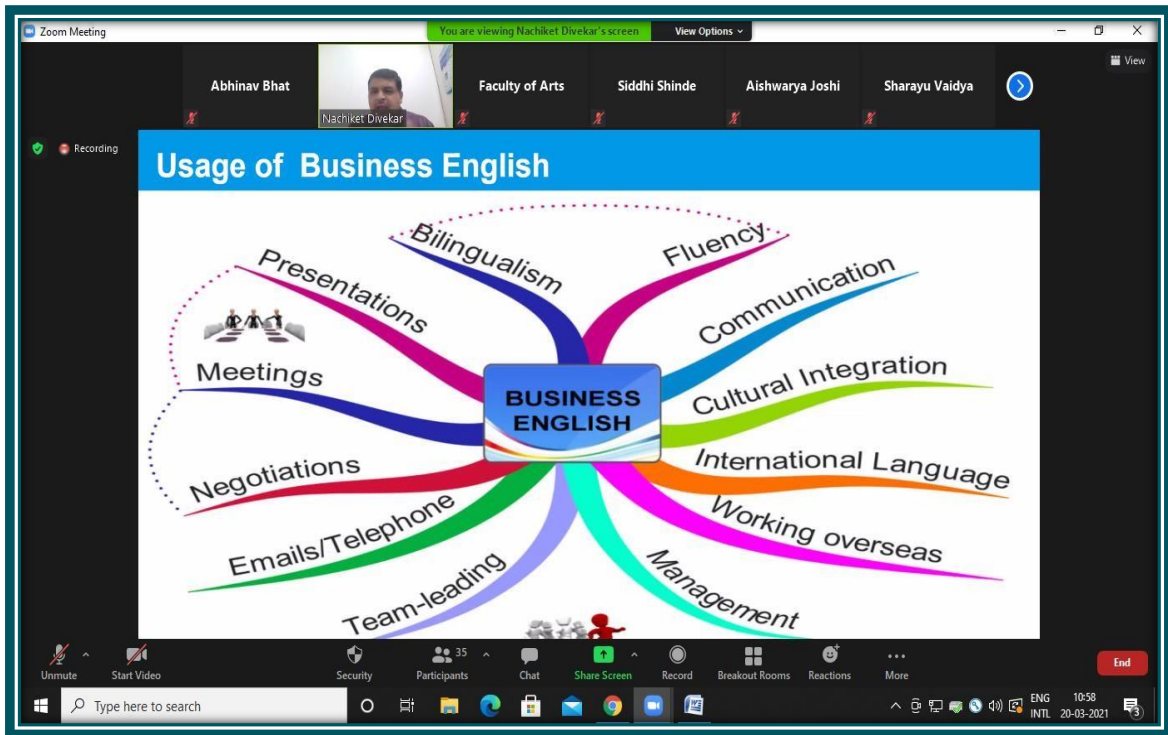 Zoom Meeting
You are viewing Nachiket Divekar's screen
View Options
View
Abhinav Bhat
Nachiket Divekar
Faculty of Arts
Siddhi Shinde
Aishwarya Joshi
Sharayu Vaidya
Recording
Usage of Business English
Bilingualism
Fluency
Presentations
Communication
Meetings
Cultural Integration
BUSINESS
ENGLISH
Negotiations
International Language
Emails/Telephone
Working overseas
Team-leading
Management
Unmute
Start Video
Security
35
Participants
Chat
Share Screen
Record
Breakout Rooms
Reactions
More
End
Type here to search
ENG
INTL
10:58
20-03-2021
3